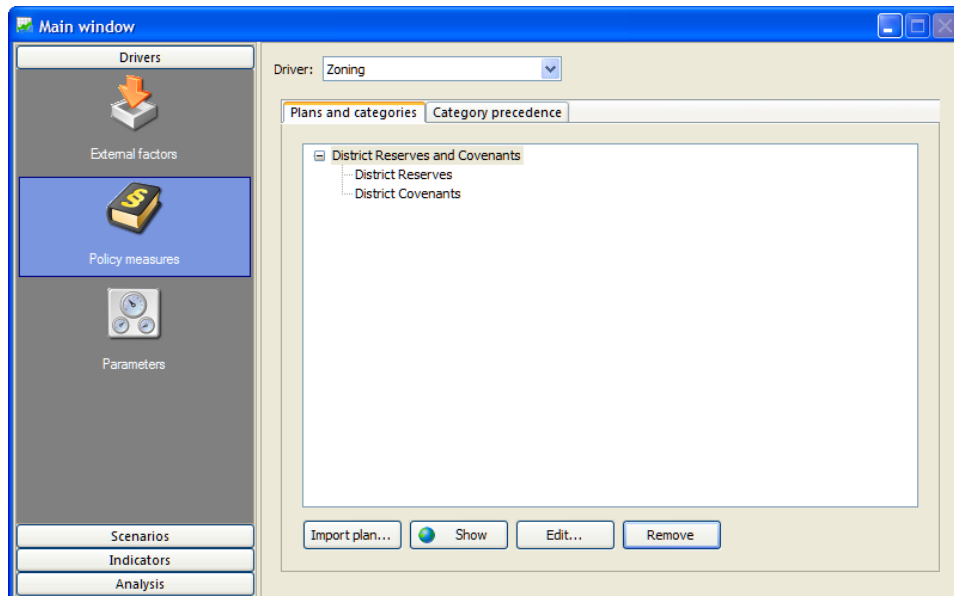 Main window
Drivers
External factors
Policy measures
Parameters
Scenarios
Indicators
Analysis
Driver: Zoning
Plans and categories Category precedence
District Reserves and Covenants
District Reserves
District Covenants
Import plan... Show Edit... Remove